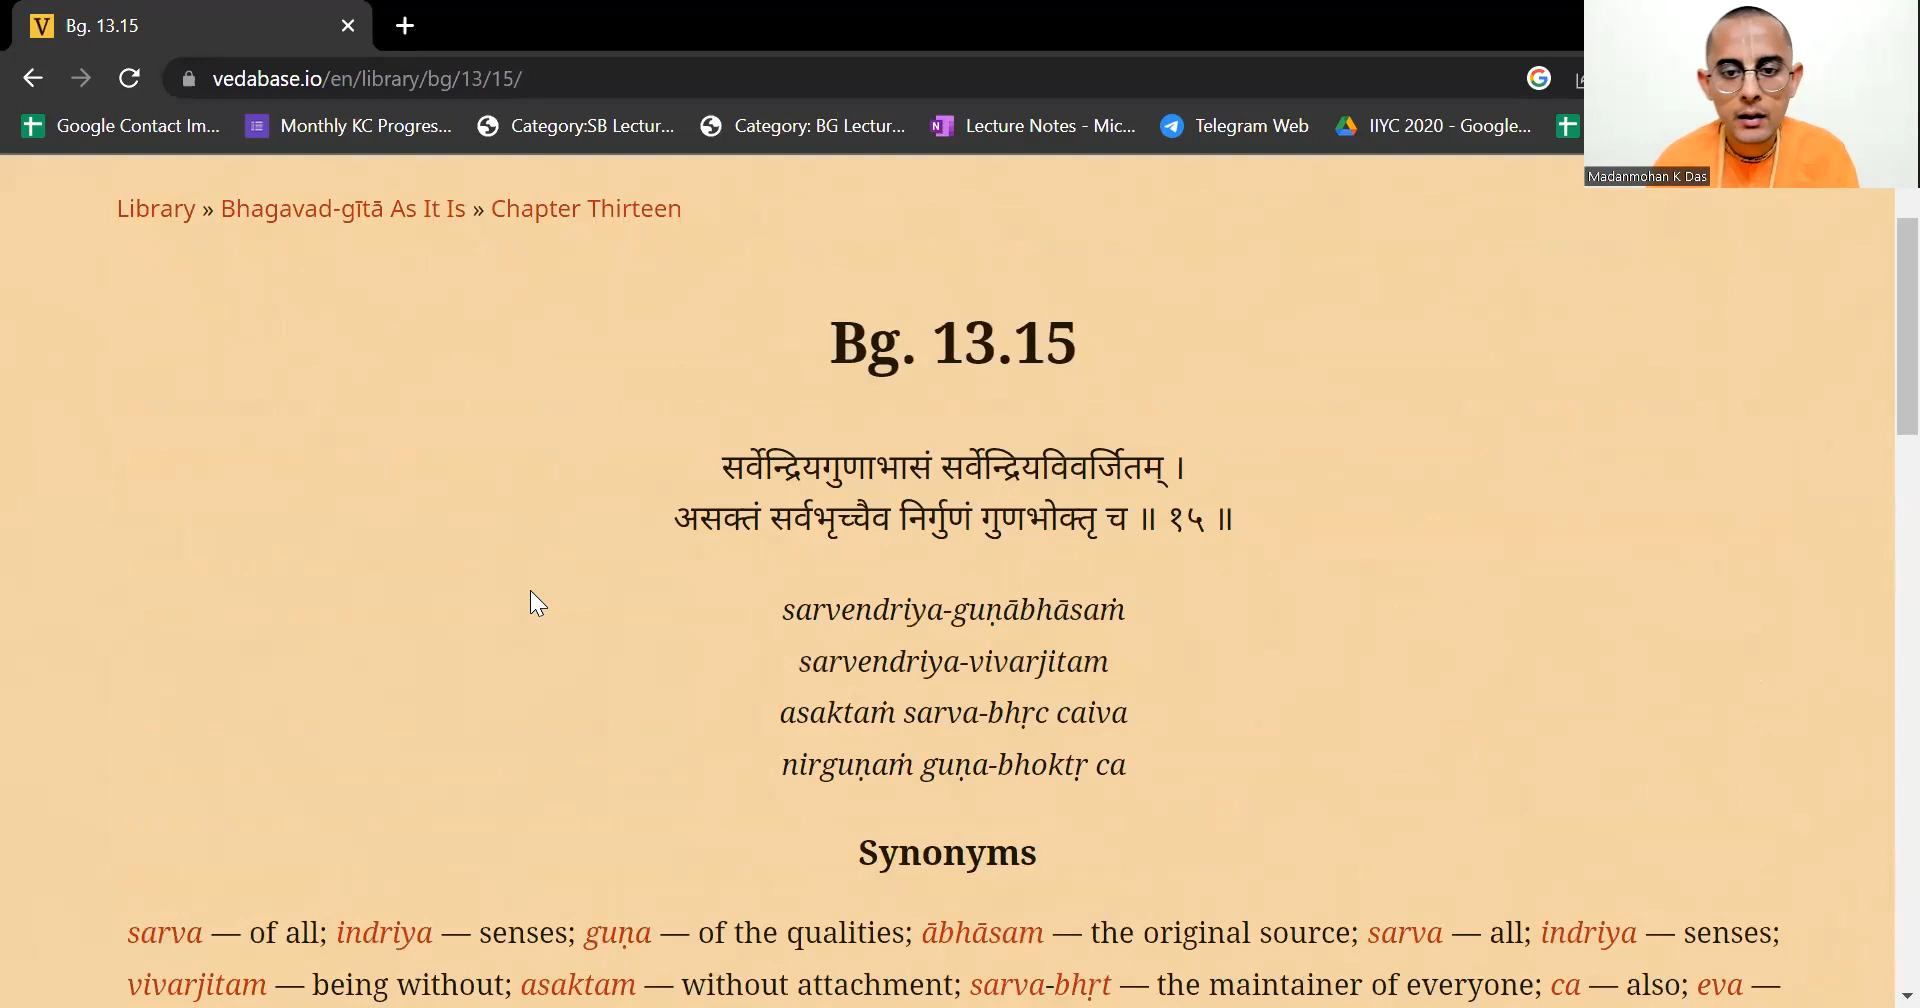 Bg. 13.15
vedabase.io/en/library/bg/13/15/
Google Contact Im... Monthly KC Progres... Category:SB Lectur... Category: BG Lectur... Lecture Notes - Mic... Telegram Web IIYC 2020 - Google...
Madanmohan K Das
Library » Bhagavad-gītā As It Is » Chapter Thirteen
Bg. 13.15
सर्वेन्द्रियगुणाभासं सर्वेन्द्रियविवर्जितम् ।
असक्तं सर्वभृच्चैव निर्गुणं गुणभोक्तृ च ॥ १५ ॥
sarvendriya-guṇābhāsaṁ
sarvendriya-vivarjitam
asaktaṁ sarva-bhṛc caiva
nirguṇaṁ guṇa-bhoktṛ ca
Synonyms
sarva — of all; indriya — senses; guṇa — of the qualities; ābhāsam — the original source; sarva — all; indriya — senses;
vivarjitam — being without; asaktam — without attachment; sarva-bhṛt — the maintainer of everyone; ca — also; eva —